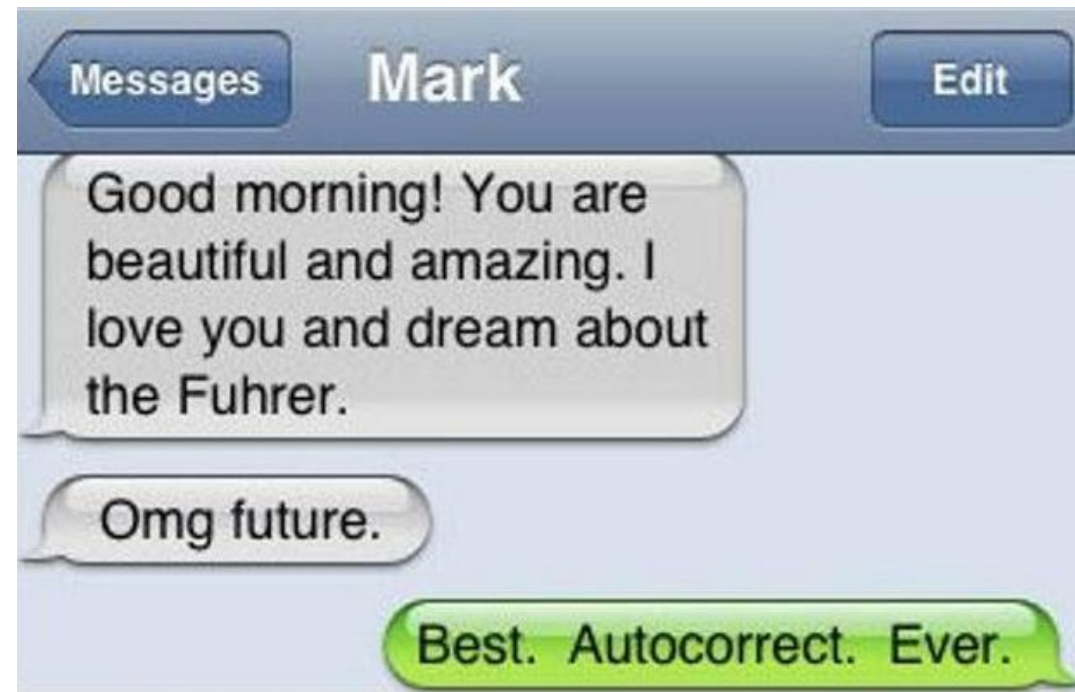 Messages
Mark
Edit
Good morning! You are
beautiful and amazing. I
love you and dream about
the Fuhrer.
Omg future.
Best. Autocorrect. Ever.